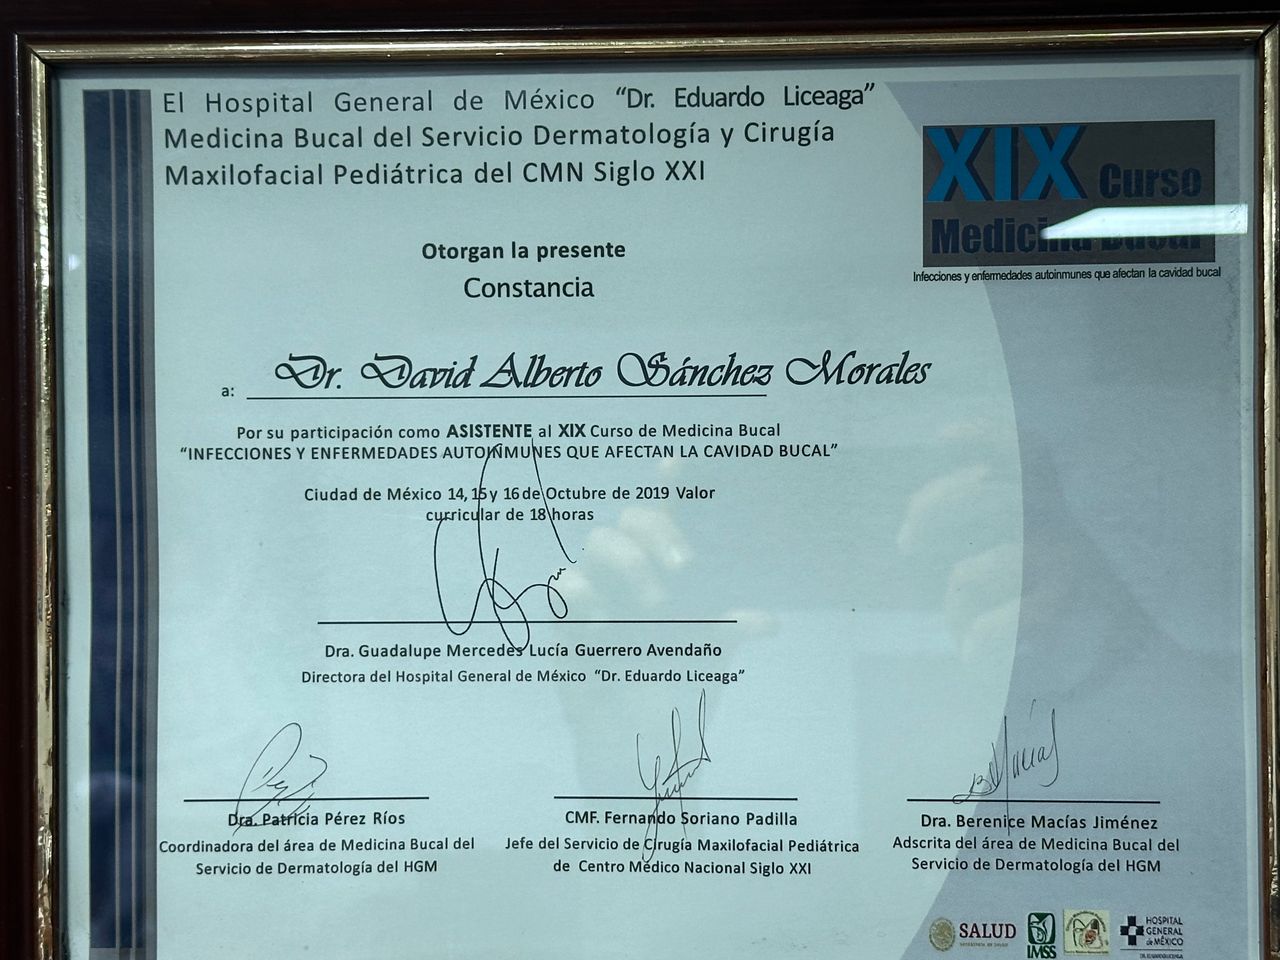 El Hospital General de México “Dr. Eduardo Liceaga”
Medicina Bucal del Servicio Dermatología y Cirugía
Maxilofacial Pediátrica del CMN Siglo XXI
XIX Curso
Medicina Bucal
Infecciones y enfermedades autoinmunes que afectan la cavidad bucal
Otorgan la presente
Constancia
a: Dr. David Alberto Sánchez Morales
Por su participación como ASISTENTE al XIX Curso de Medicina Bucal
“INFECCIONES Y ENFERMEDADES AUTOINMUNES QUE AFECTAN LA CAVIDAD BUCAL”
Ciudad de México 14, 15 y 16 de Octubre de 2019 Valor
curricular de 18 horas
Dra. Guadalupe Mercedes Lucía Guerrero Avendaño
Directora del Hospital General de México “Dr. Eduardo Liceaga”
Dra. Patricia Pérez Ríos
Coordinadora del área de Medicina Bucal del
Servicio de Dermatología del HGM
CMF. Fernando Soriano Padilla
Jefe del Servicio de Cirugía Maxilofacial Pediátrica
de Centro Médico Nacional Siglo XXI
BMacías
Dra. Berenice Macías Jiménez
Adscrita del área de Medicina Bucal del
Servicio de Dermatología del HGM
SALUD
IMSS
HOSPITAL
GENERAL
de MÉXICO